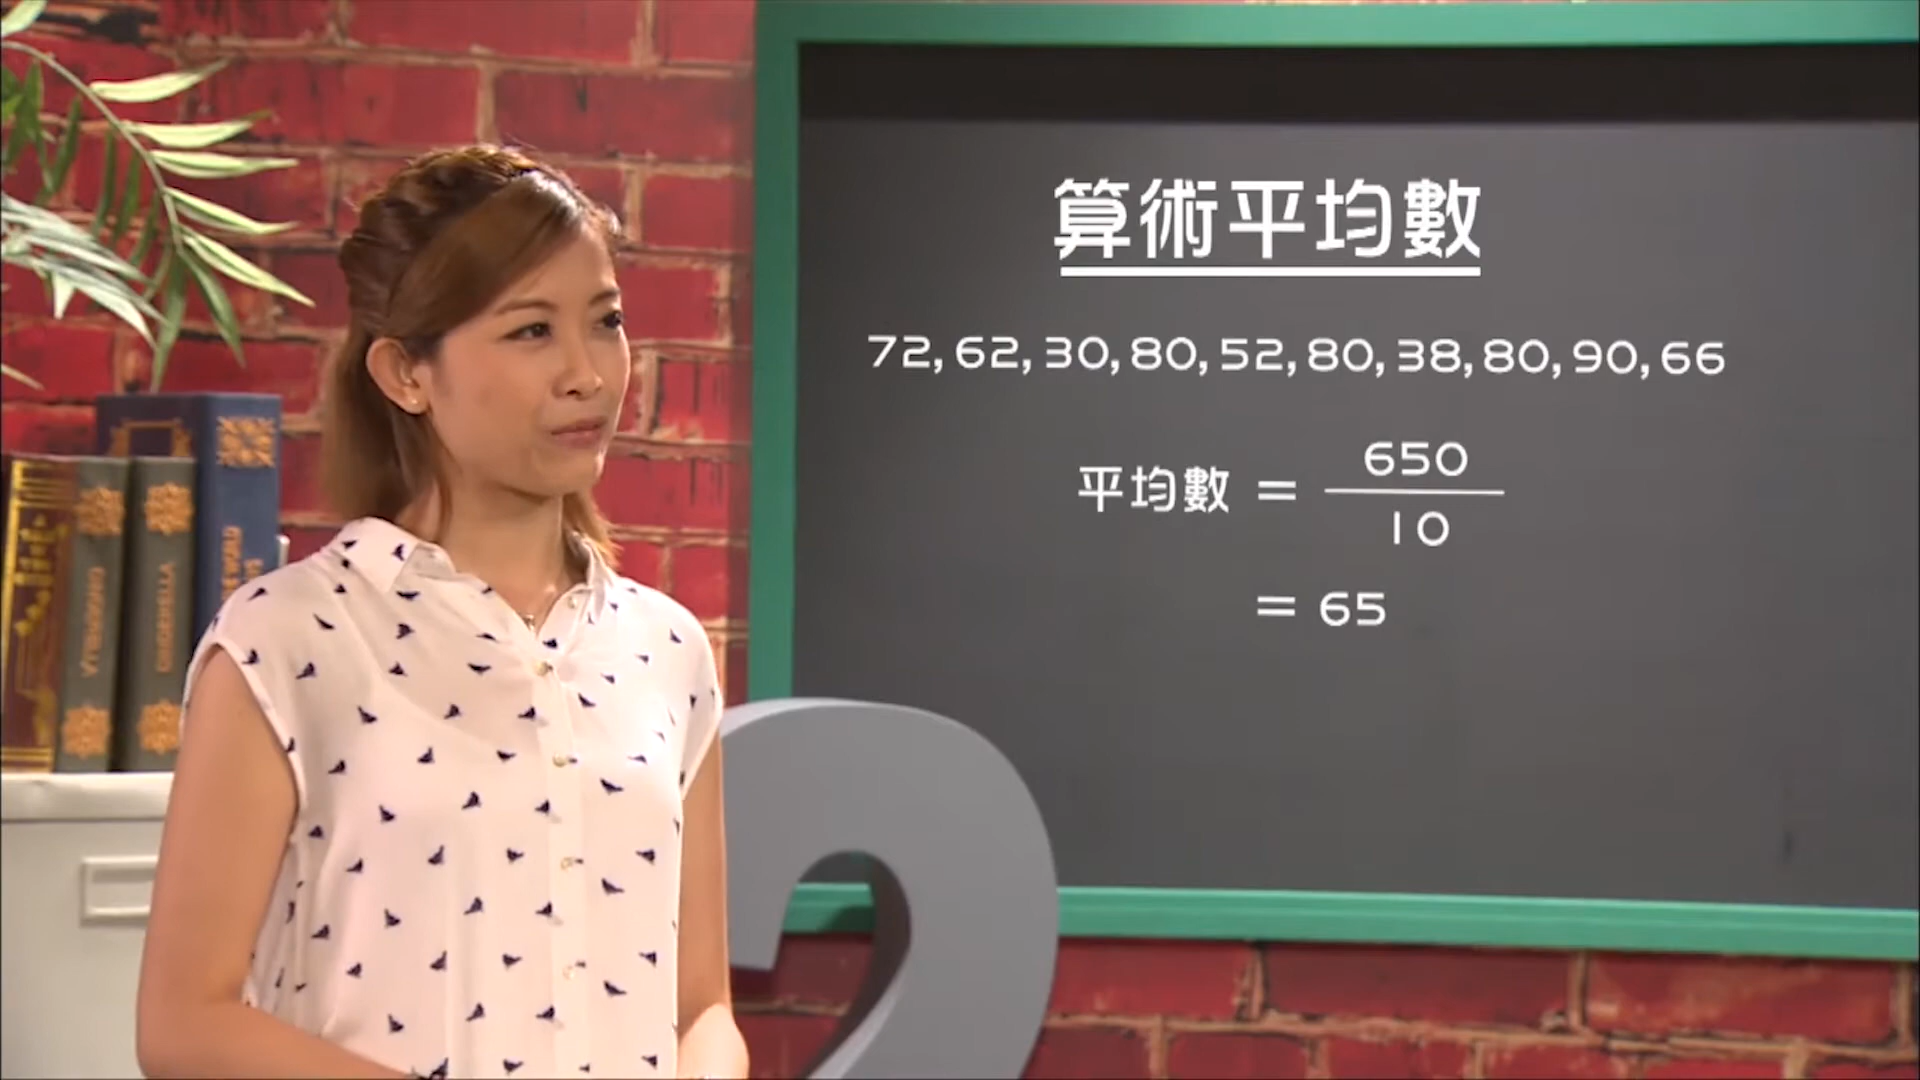 算術平均數
72, 62, 30, 80, 52, 80, 38, 80, 90, 66
平均數 = 650
10
= 65
2